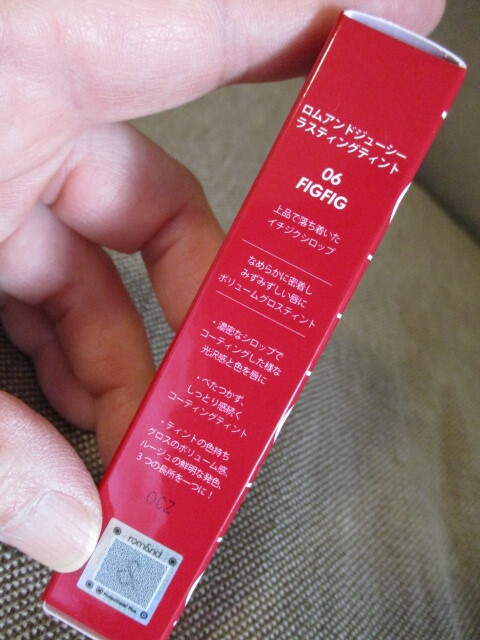 ロムアンドジューシー
ラスティングティント
06
FIGFIG
上品で落ち着いた
イチジクシロップ
なめらかに密着し
みずみずしい唇に
ボリュームグロスティント
・濃密なシロップで
コーティングした様な
光沢感と色を唇に
・べたつかず、
しっとり感続く
コーティングティント
・ティントの色持ち
グロスのボリューム感、
ルージュの鮮明な発色、
3つの長所を一つに!
rom&nd